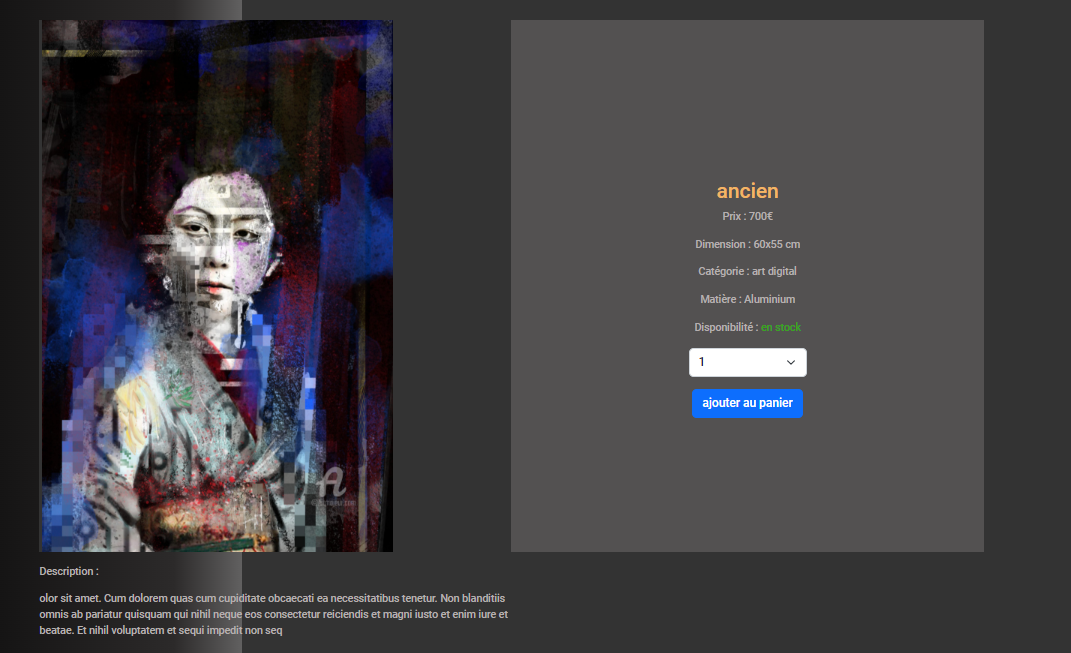 ancien
Prix : 700€
Dimension : 60x55 cm
Catégorie : art digital
Matière : Aluminium
Disponibilité : en stock
1
ajouter au panier
A
Description :
olor sit amet. Cum dolorem quas cum cupiditate obcaecati ea necessitatibus tenetur. Non blanditiis
omnis ab pariatur quisquam qui nihil neque eos consectetur reiciendis et magni iusto et enim iure et
beatae. Et nihil voluptatem et sequi impedit non seq